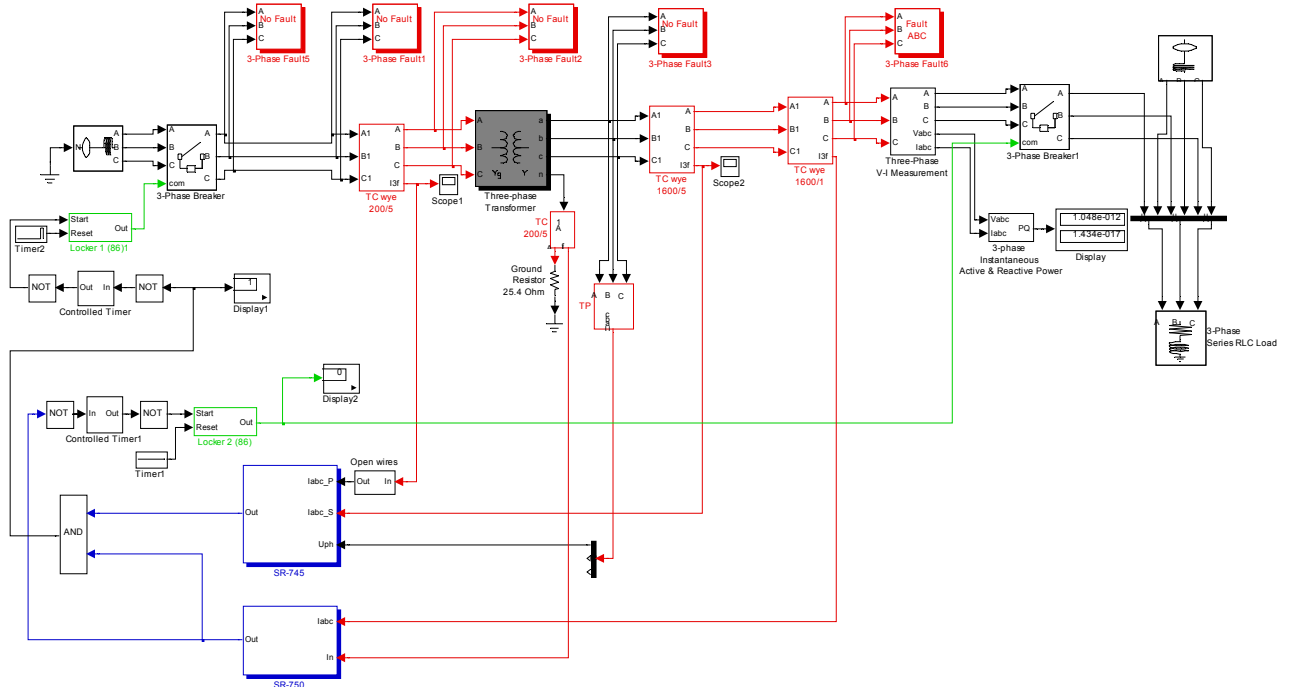 A
B
C
No Fault
3-Phase Fault5
A
B
C
No Fault
3-Phase Fault1
A
B
C
No Fault
3-Phase Fault2
A
B
C
No Fault
3-Phase Fault3
A
B
C
Fault
ABC
3-Phase Fault6
A B C
N
A
B
C
A
B
C
com
A
B
C
3-Phase Breaker
A1
B1
C1
A
B
C
I3f
TC wye
200/5
Scope1
A
B
C
a
b
c
n
Yg Y
Three-phase
Transformer
A1
B1
C1
A
B
C
I3f
TC wye
1600/5
Scope2
A1
B1
C1
A
B
C
I3f
TC wye
1600/1
A
B
C
A
B
C
Vabc
Iabc
Three-Phase
V-I Measurement
A
B
C
com
A
B
C
3-Phase Breaker1
Start
Reset
Out
Locker 1 (86)1
Timer2
TC
200/5
1
A
Ground
Resistor
25.4 Ohm
A B C
TP
Vabc
Iabc
PQ
3-phase
Instantaneous
Active & Reactive Power
1.048e-012
1.434e-017
Display
NOT
Out In
Controlled Timer
NOT
1
Display1
A B C
3-Phase
Series RLC Load
0
Display2
NOT
In Out
Controlled Timer1
NOT
Start
Reset
Out
Locker 2 (86)
Timer1
Open wires
Out In
Iabc_P
Iabc_S
Uph
Out
SR-745
AND
Iabc
In
Out
SR-750